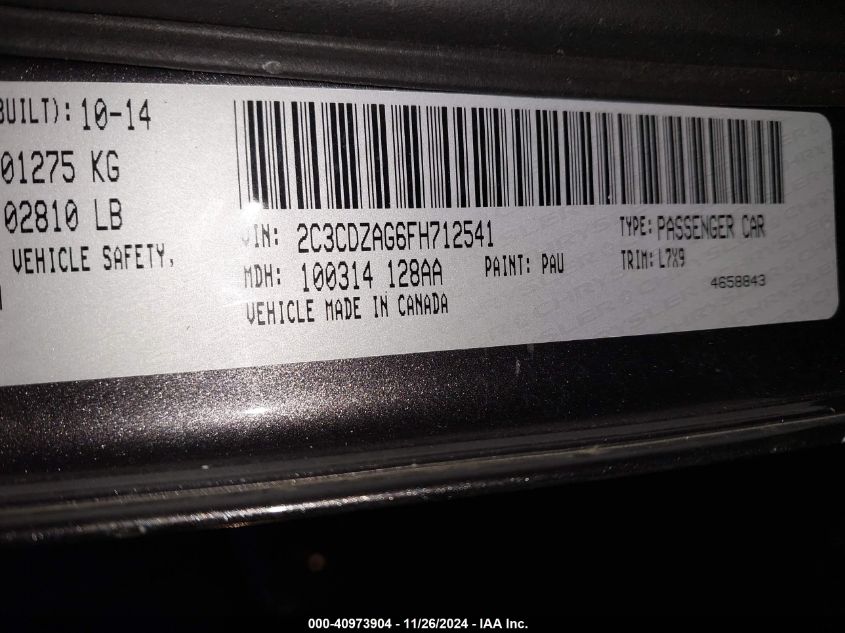 BUILT): 10-14
01275 KG
02810 LB
VEHICLE SAFETY,
VIN: 2C3CDZAG6FH712541
TYPE: PASSENGER CAR
MDH: 100314 128AA
PAINT: PAU
TRIM: L7X9
VEHICLE MADE IN CANADA
4658843
000-40973904 - 11/26/2024 - IAA Inc.